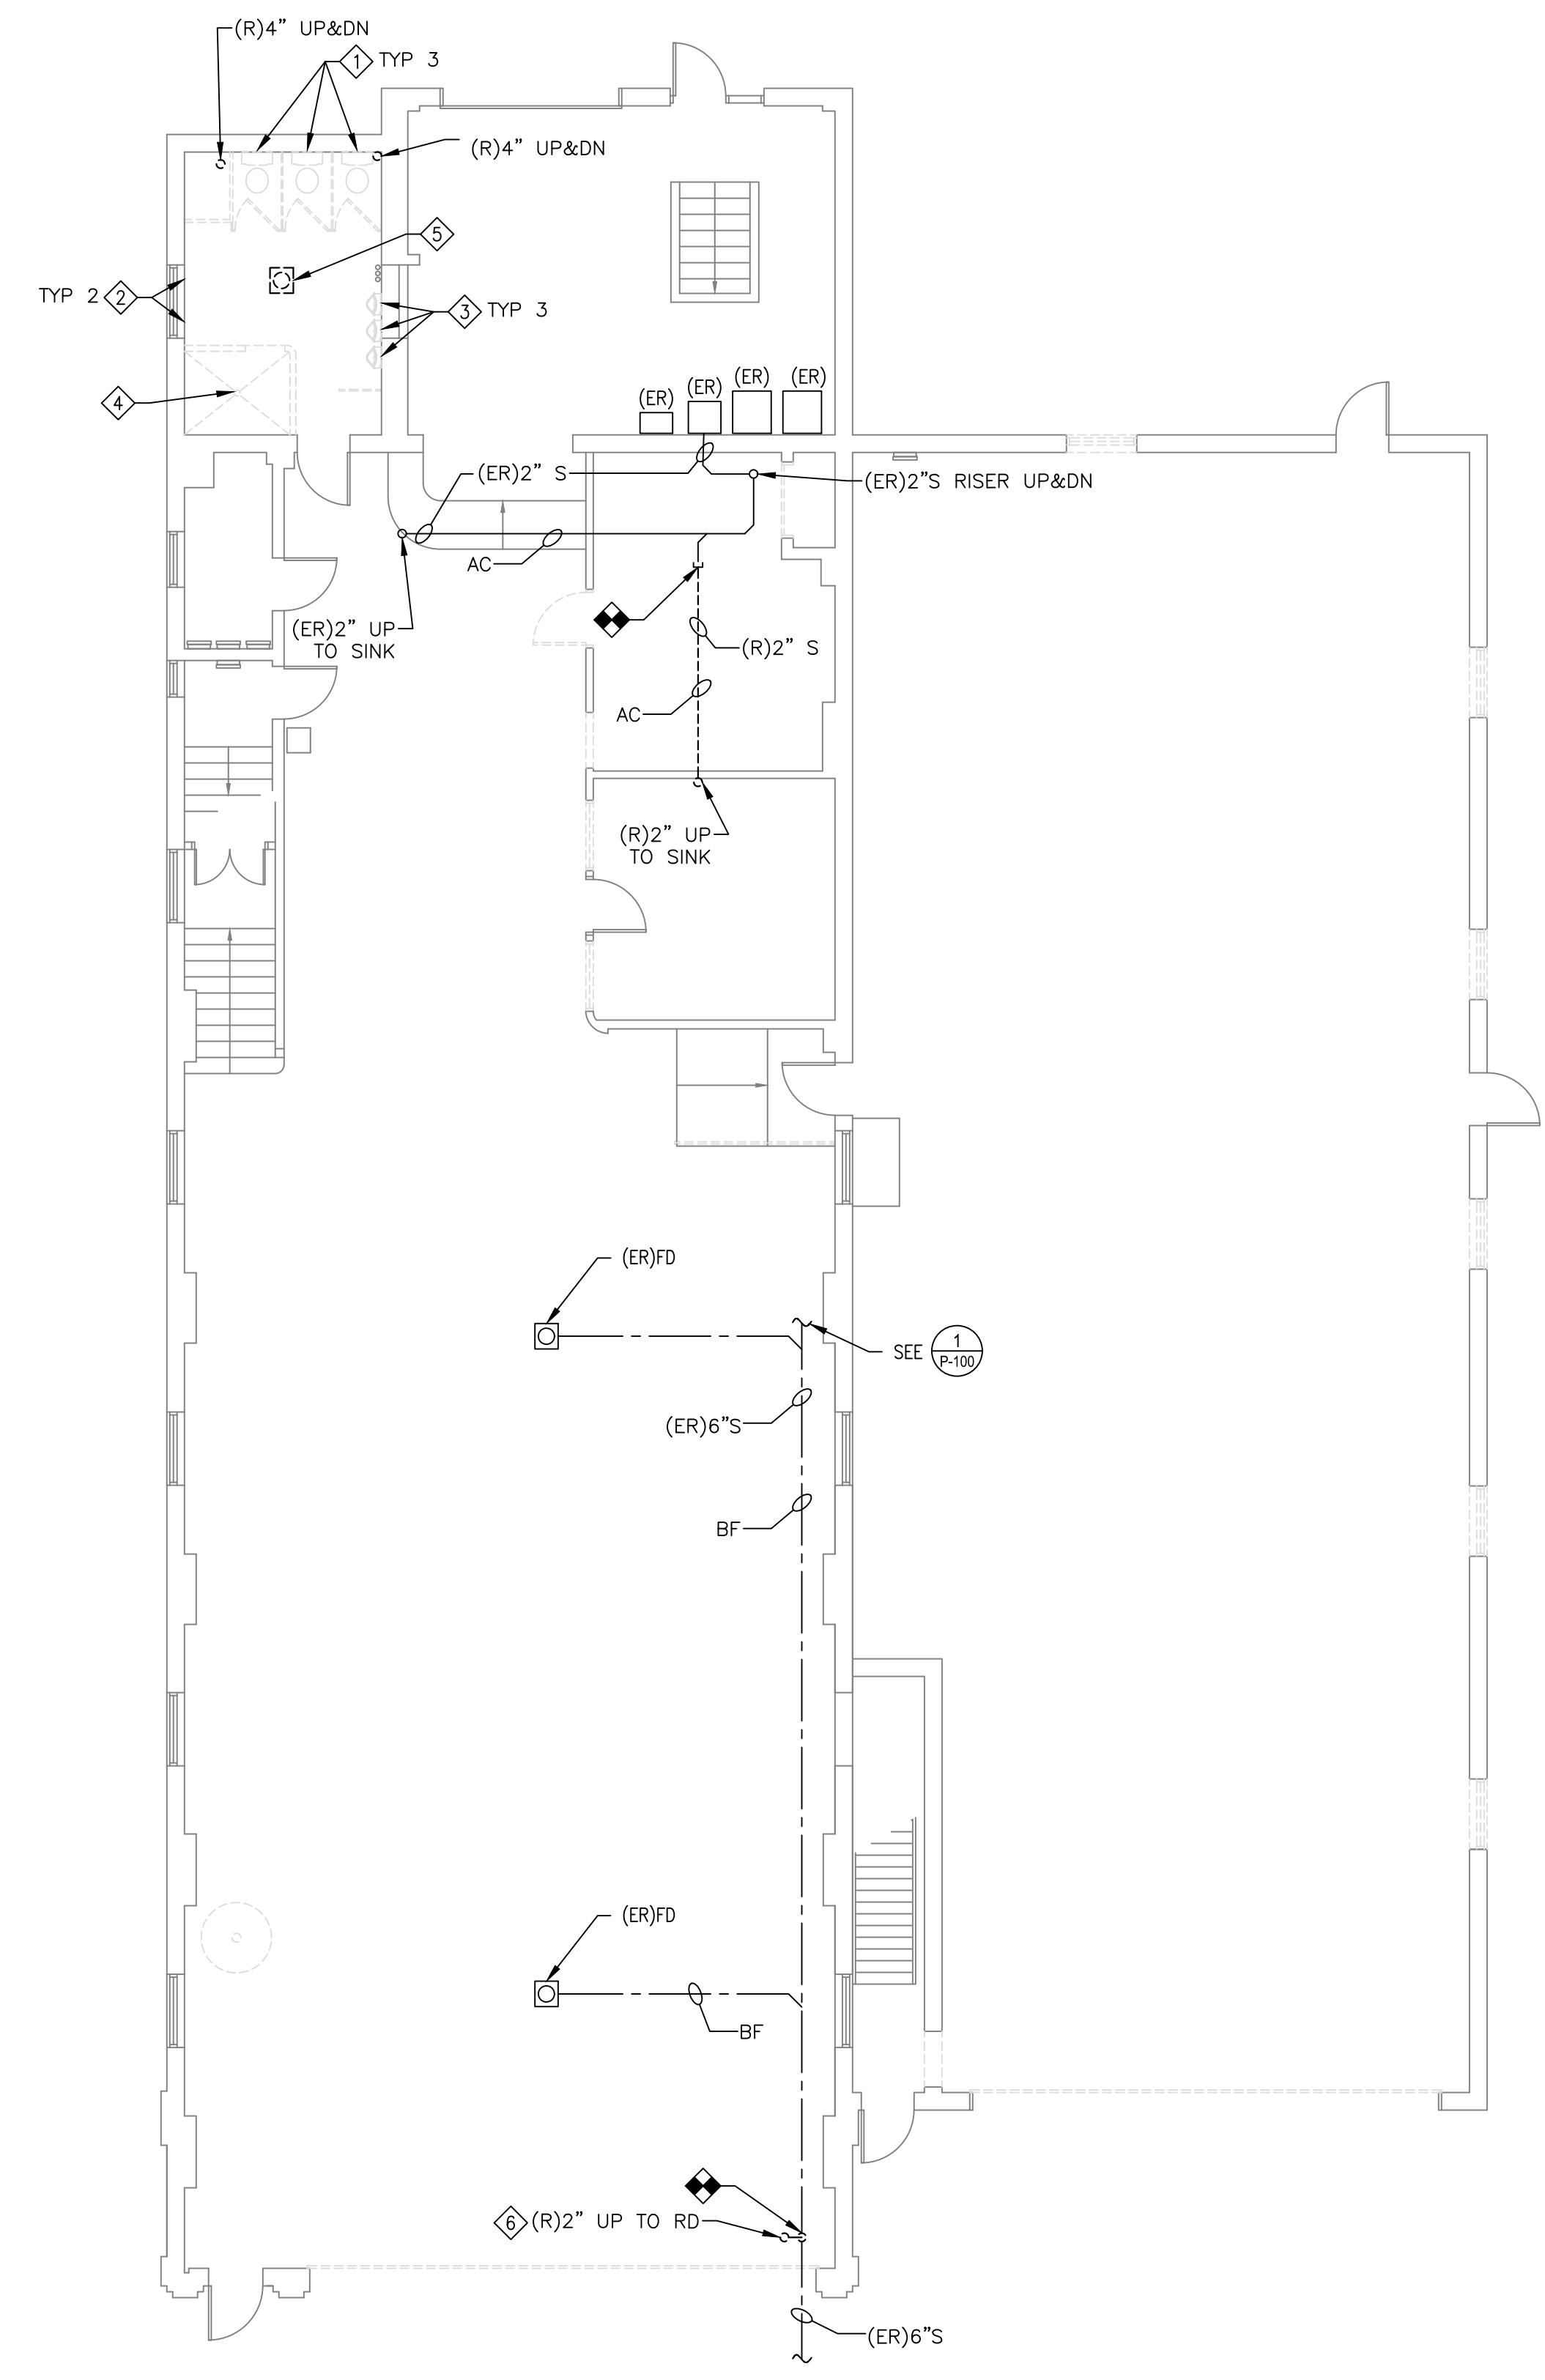 (R)4” UP&DN
1 TYP 3
(R)4” UP&DN
5
TYP 2 2
3 TYP 3
4
(ER)
(ER)
(ER)
(ER)
(ER)2” S
(ER)2”S RISER UP&DN
AC
(ER)2” UP
TO SINK
(R)2” S
AC
(R)2” UP
TO SINK
(ER)FD
SEE 1
P-100
(ER)6”S
BF
(ER)FD
BF
6 (R)2” UP TO RD
(ER)6”S